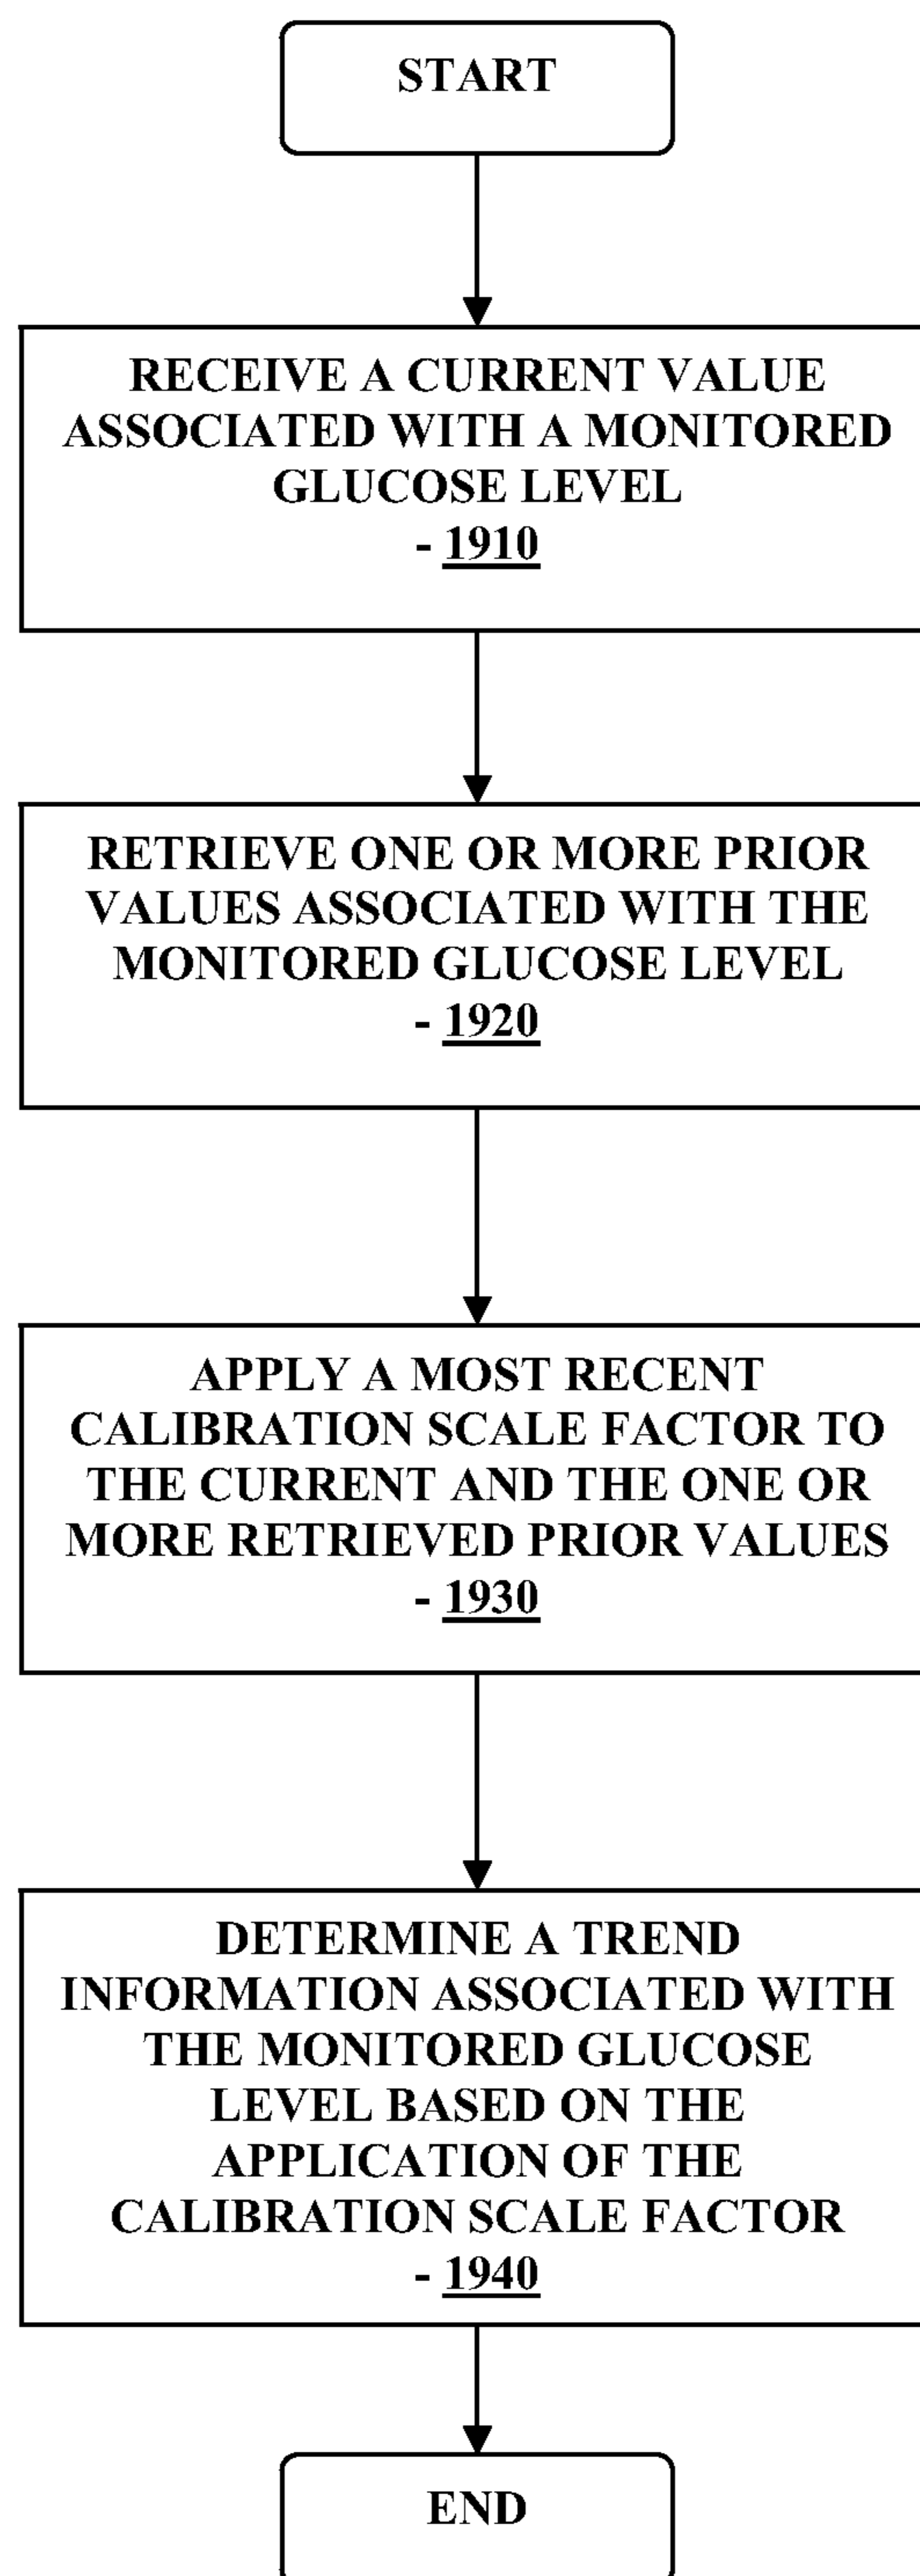 START
RECEIVE A CURRENT VALUE
ASSOCIATED WITH A MONITORED
GLUCOSE LEVEL
- 1910
RETRIEVE ONE OR MORE PRIOR
VALUES ASSOCIATED WITH THE
MONITORED GLUCOSE LEVEL
- 1920
APPLY A MOST RECENT
CALIBRATION SCALE FACTOR TO
THE CURRENT AND THE ONE OR
MORE RETRIEVED PRIOR VALUES
- 1930
DETERMINE A TREND
INFORMATION ASSOCIATED WITH
THE MONITORED GLUCOSE
LEVEL BASED ON THE
APPLICATION OF THE
CALIBRATION SCALE FACTOR
- 1940
END